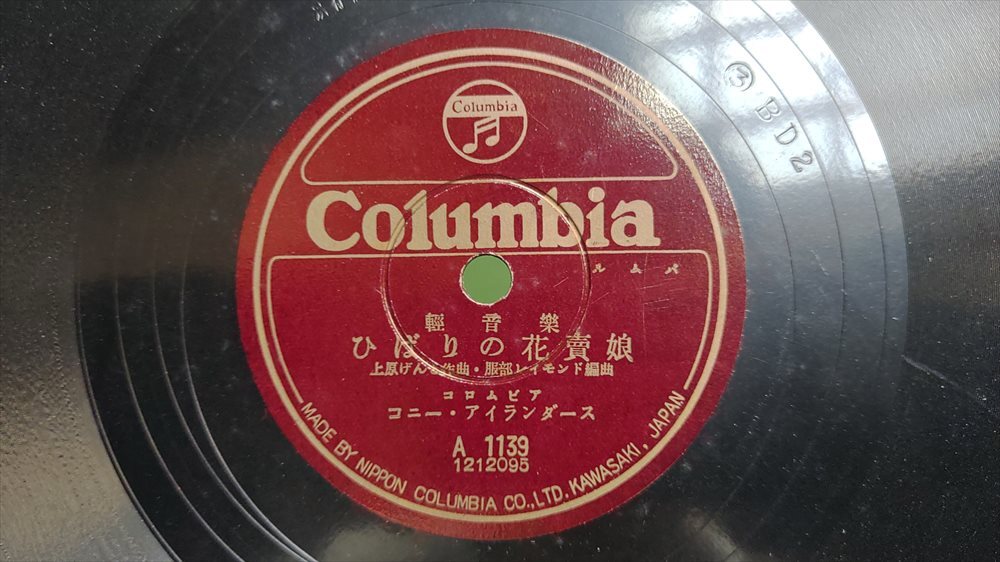 Columbia
Columbia
ルムバ
輕音樂
ひばりの花賣娘
上原げんと作曲・服部レイモンド編曲
コロムビア
コニー・アイランダース
A 1139
1212095
MADE BY NIPPON COLUMBIA CO.,LTD. KAWASAKI, JAPAN
③ B D 2